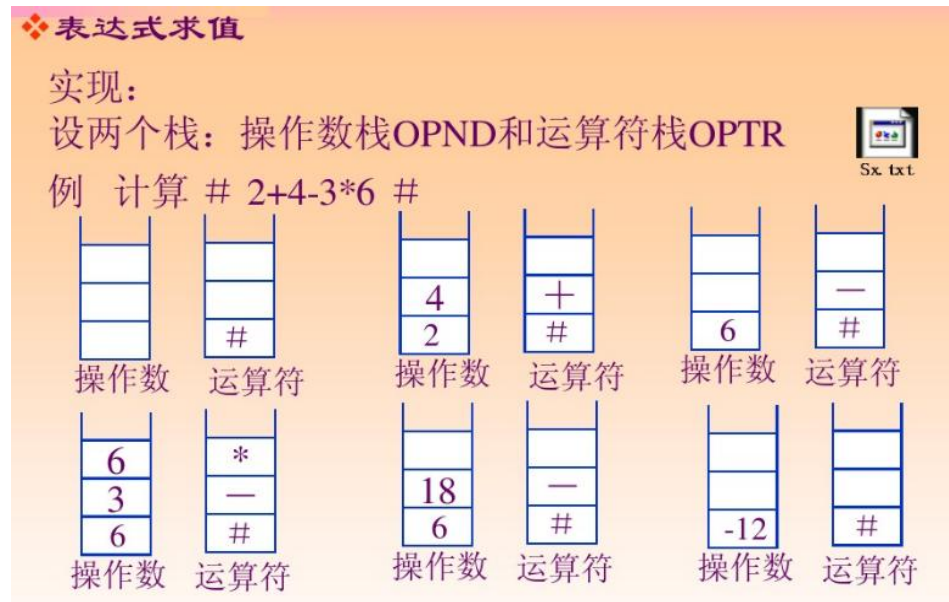 ❖表达式求值
实现：
设两个栈：操作数栈OPND和运算符栈OPTR
Sx.txt
例 计算 # 2+4-3*6 #
#
操作数 运算符
4 +
2 #
操作数 运算符
—
6 #
操作数 运算符
6 *
3 —
6 #
操作数 运算符
18 —
6 #
操作数 运算符
-12 #
操作数 运算符